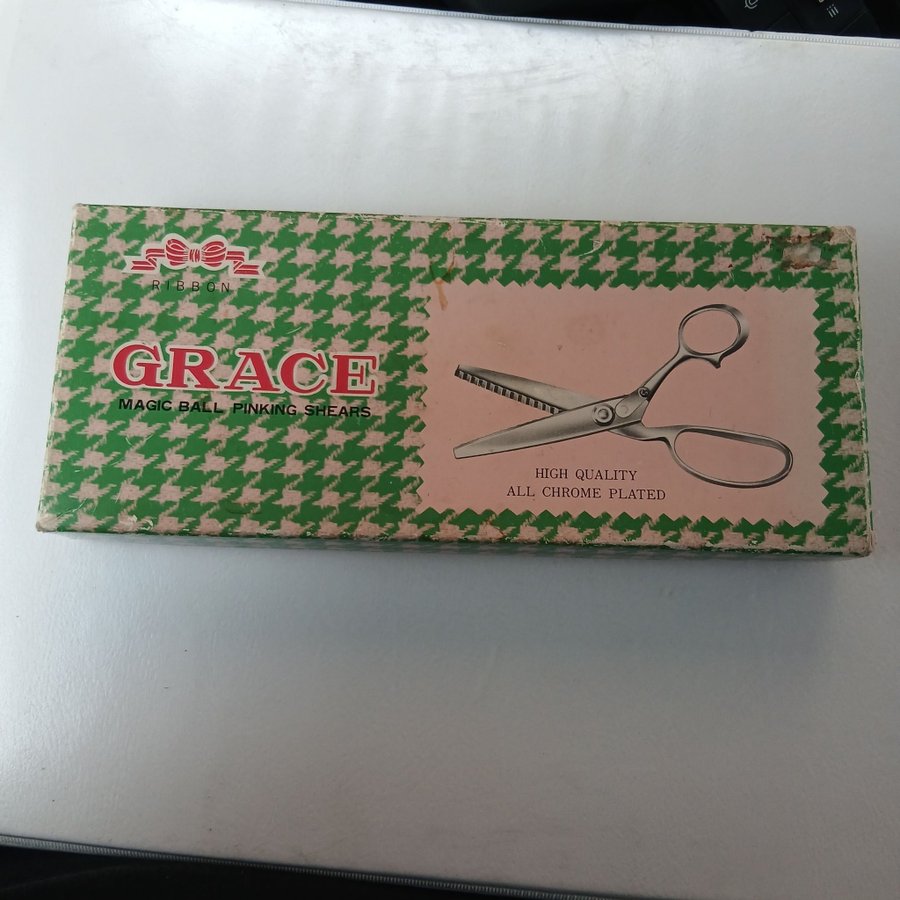 RIBBON
GRACE
MAGIC BALL PINKING SHEARS
HIGH QUALITY
ALL CHROME PLATED